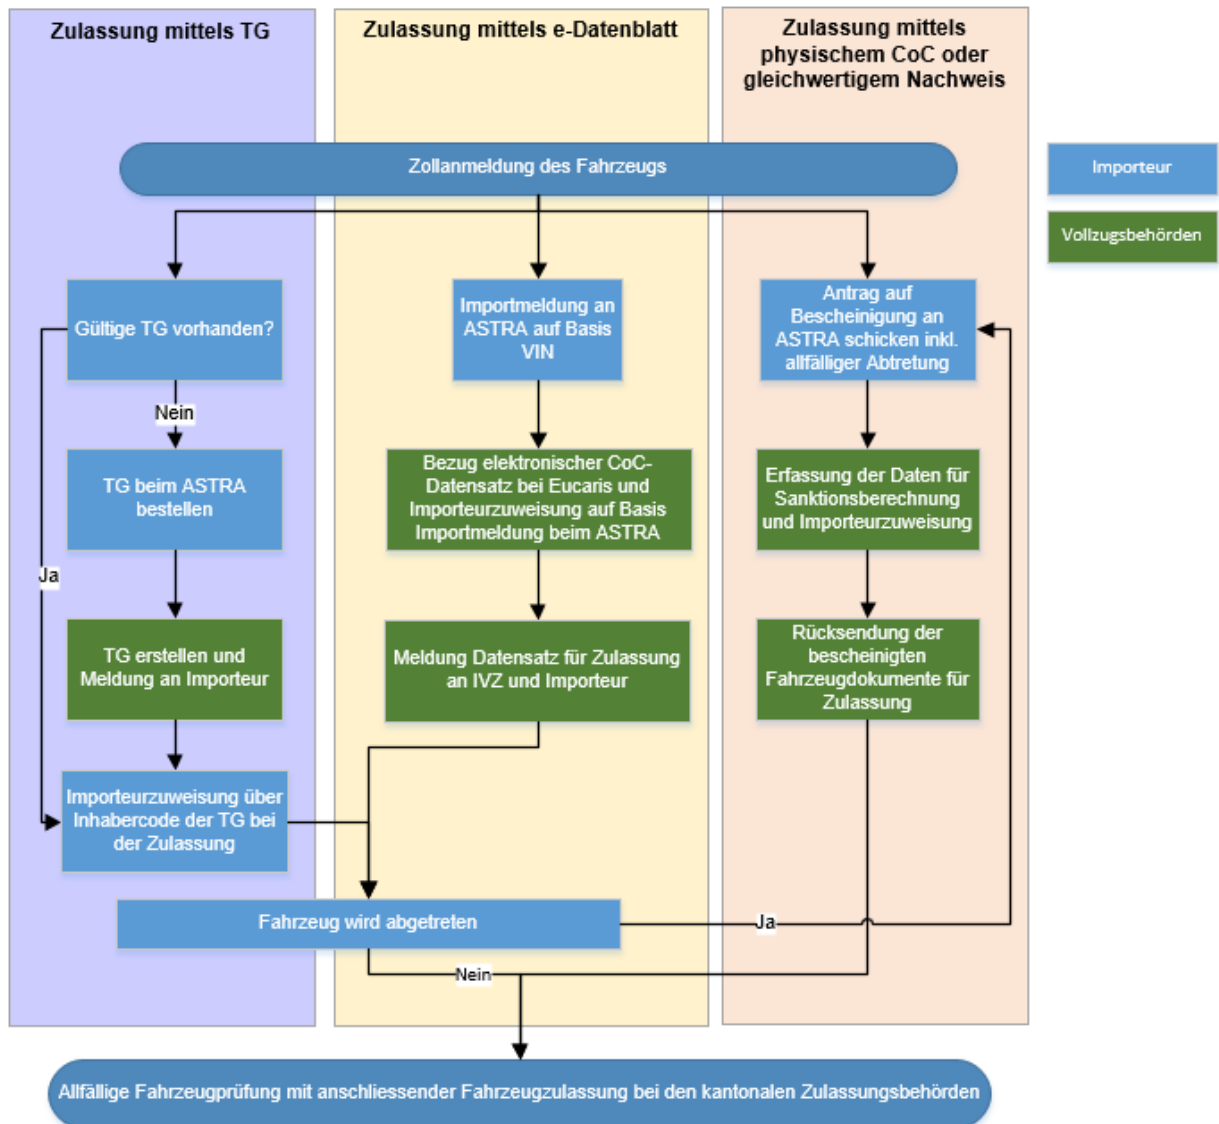 Zulassung mittels TG
Zulassung mittels e-Datenblatt
Zulassung mittels
physischem CoC oder
gleichwertigem Nachweis
Zollanmeldung des Fahrzeugs
Importeur
Vollzugsbehörden
Gültige TG vorhanden?
Importmeldung an
ASTRA auf Basis
VIN
Antrag auf
Bescheinigung an
ASTRA schicken inkl.
allfälliger Abtretung
Nein
TG beim ASTRA
bestellen
Bezug elektronischer CoC-
Datensatz bei Eucaris und
Importeurzuweisung auf Basis
Importmeldung beim ASTRA
Erfassung der Daten für
Sanktionsberechnung
und Importeurzuweisung
Ja
TG erstellen und
Meldung an Importeur
Meldung Datensatz für Zulassung
an IVZ und Importeur
Rücksendung der
bescheinigten
Fahrzeugdokumente für
Zulassung
Importeurzuweisung über
Inhabercode der TG bei
der Zulassung
Fahrzeug wird abgetreten
Ja
Nein
Allfällige Fahrzeugprüfung mit anschliessender Fahrzeugzulassung bei den kantonalen Zulassungsbehörden